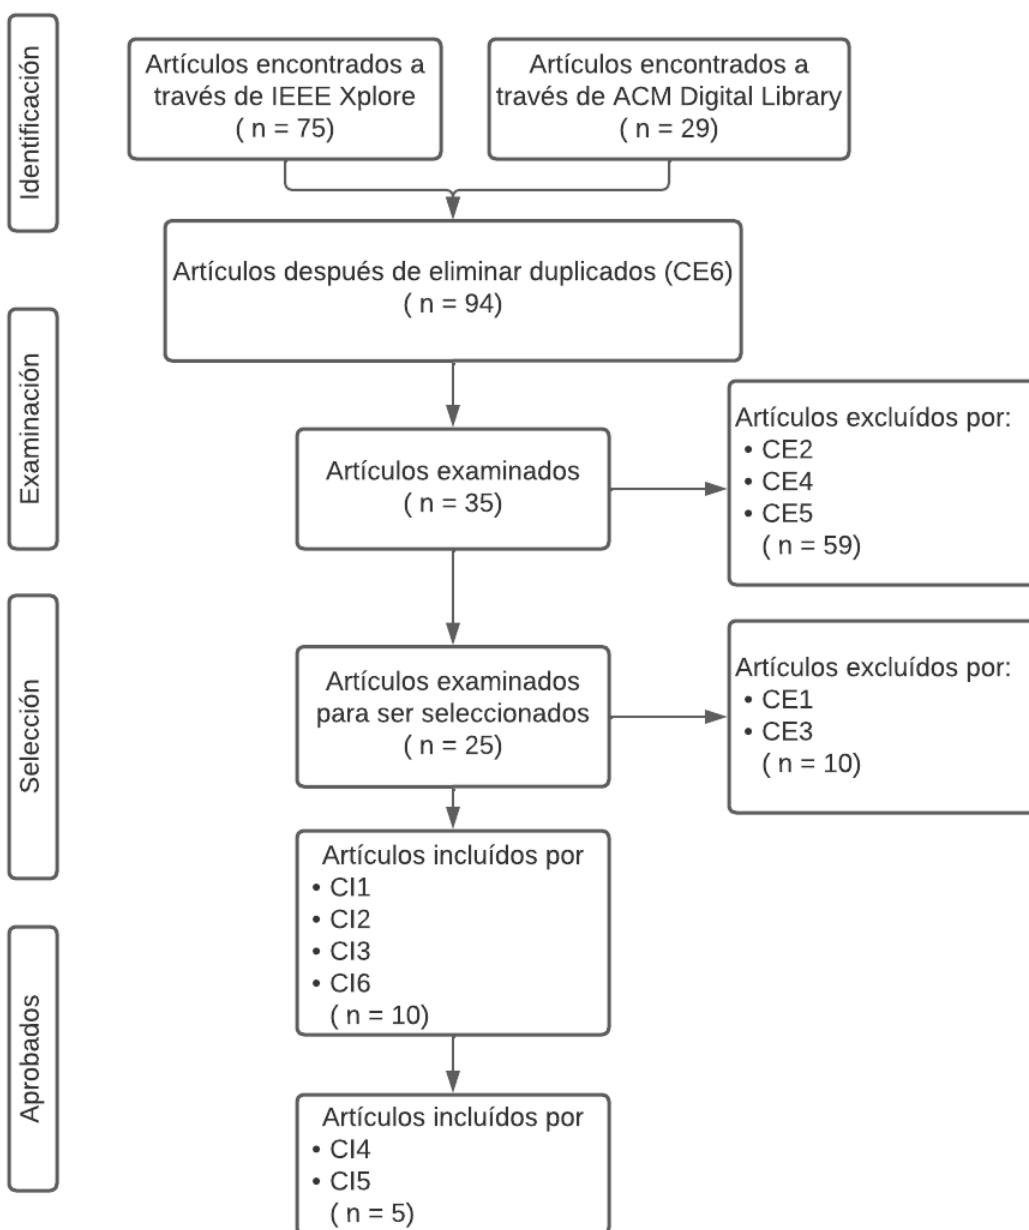 Identificación
Artículos encontrados a
través de IEEE Xplore
( n = 75)
Artículos encontrados a
través de ACM Digital Library
( n = 29)
Artículos después de eliminar duplicados (CE6)
( n = 94)
Examinación
Artículos examinados
( n = 35)
Artículos excluídos por:
• CE2
• CE4
• CE5
( n = 59)
Selección
Artículos examinados
para ser seleccionados
( n = 25)
Artículos excluídos por:
• CE1
• CE3
( n = 10)
Artículos incluídos por
• CI1
• CI2
• CI3
• CI6
( n = 10)
Aprobados
Artículos incluídos por
• CI4
• CI5
( n = 5)